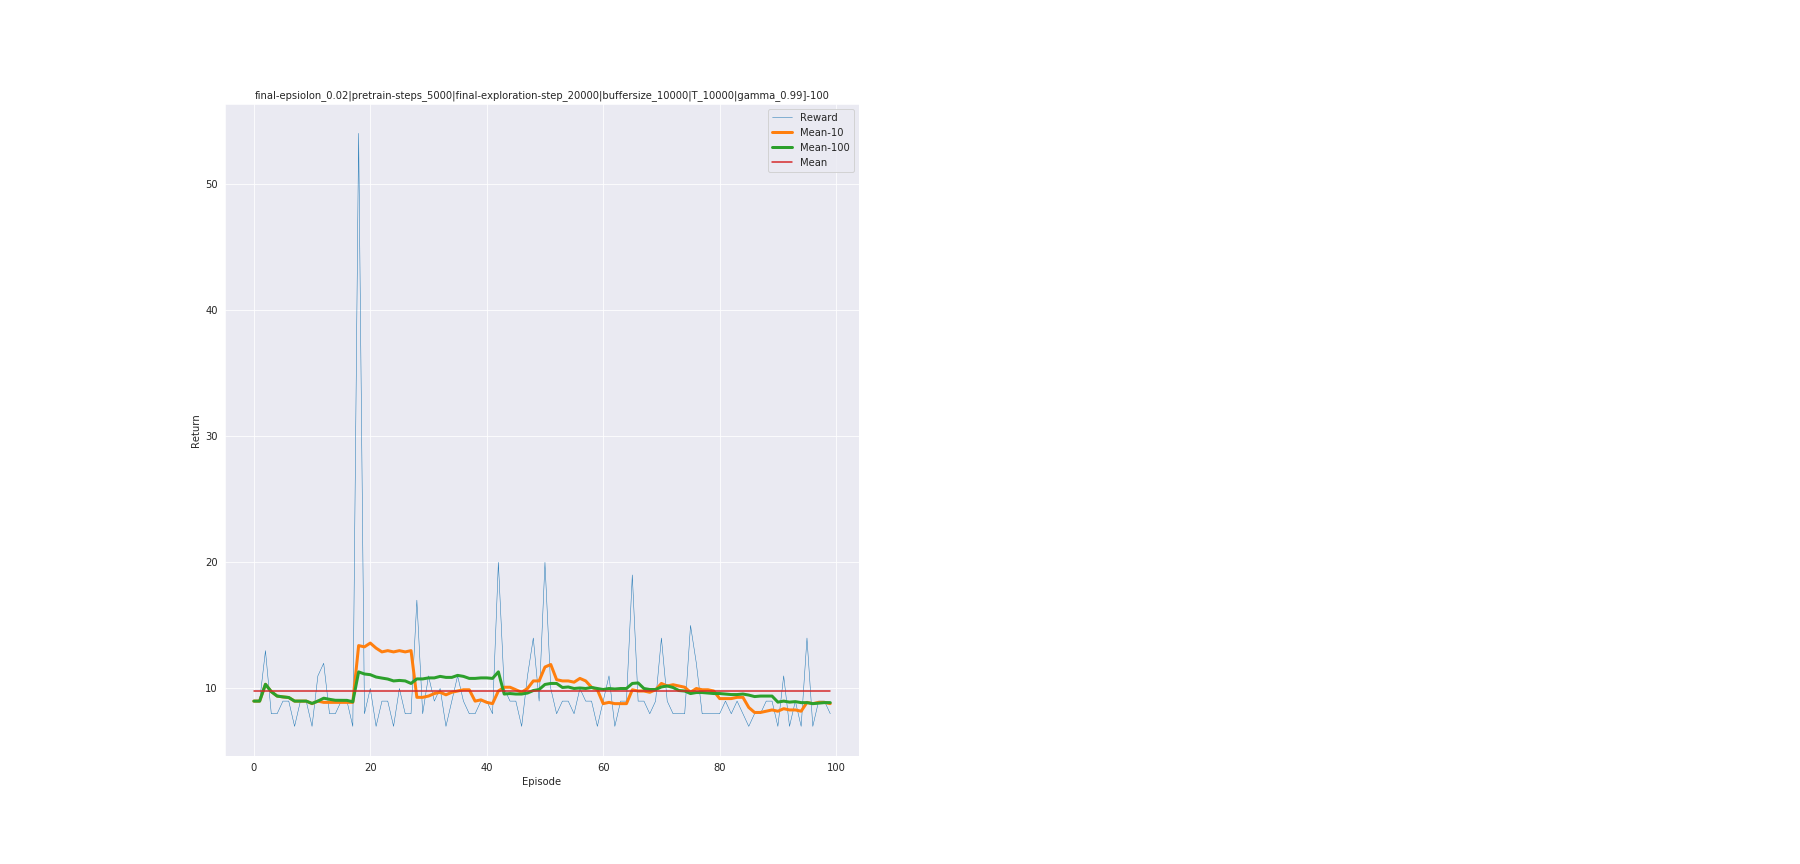 final-epsiolon_0.02|pretrain-steps_5000|final-exploration-step_20000|buffersize_10000|T_10000|gamma_0.99]-100
Reward
Mean-10
Mean-100
Mean
50
40
30
20
10
Return
0 20 40 60 80 100
Episode